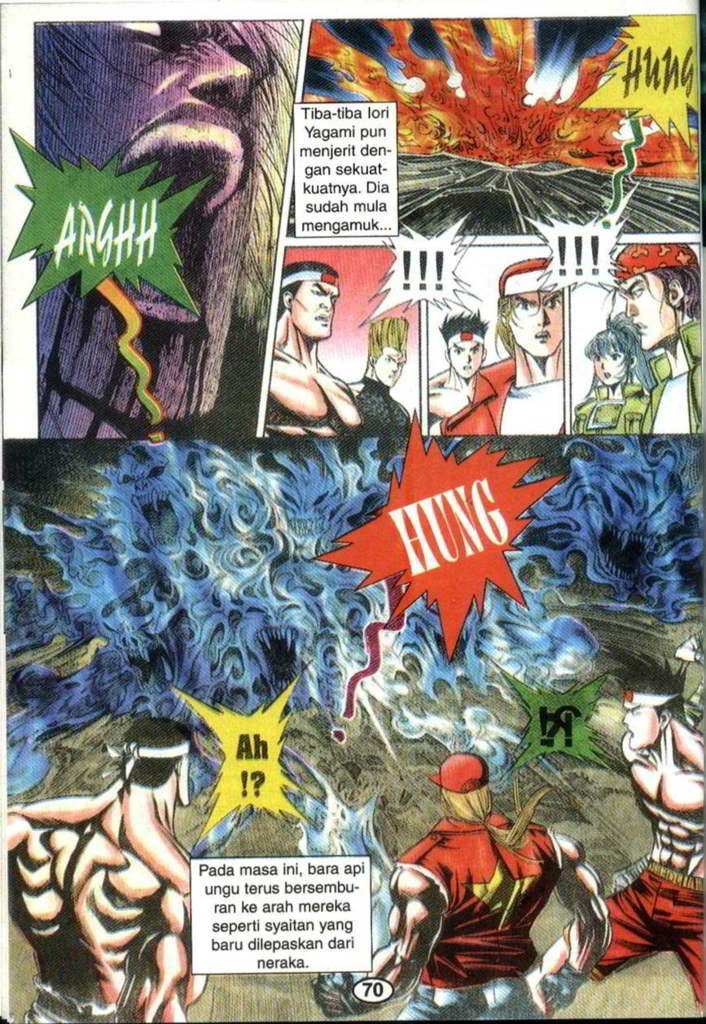 ARGHH
Tiba-tiba Iori
Yagami pun
menjerit den-
gan sekuat-
kuatnya. Dia
sudah mula
mengamuk...
HUNG
!!!
!!!
HUNG
Ah
!?
Pada masa ini, bara api
ungu terus bersembu-
ran ke arah mereka
seperti syaitan yang
baru dilepaskan dari
neraka.
70